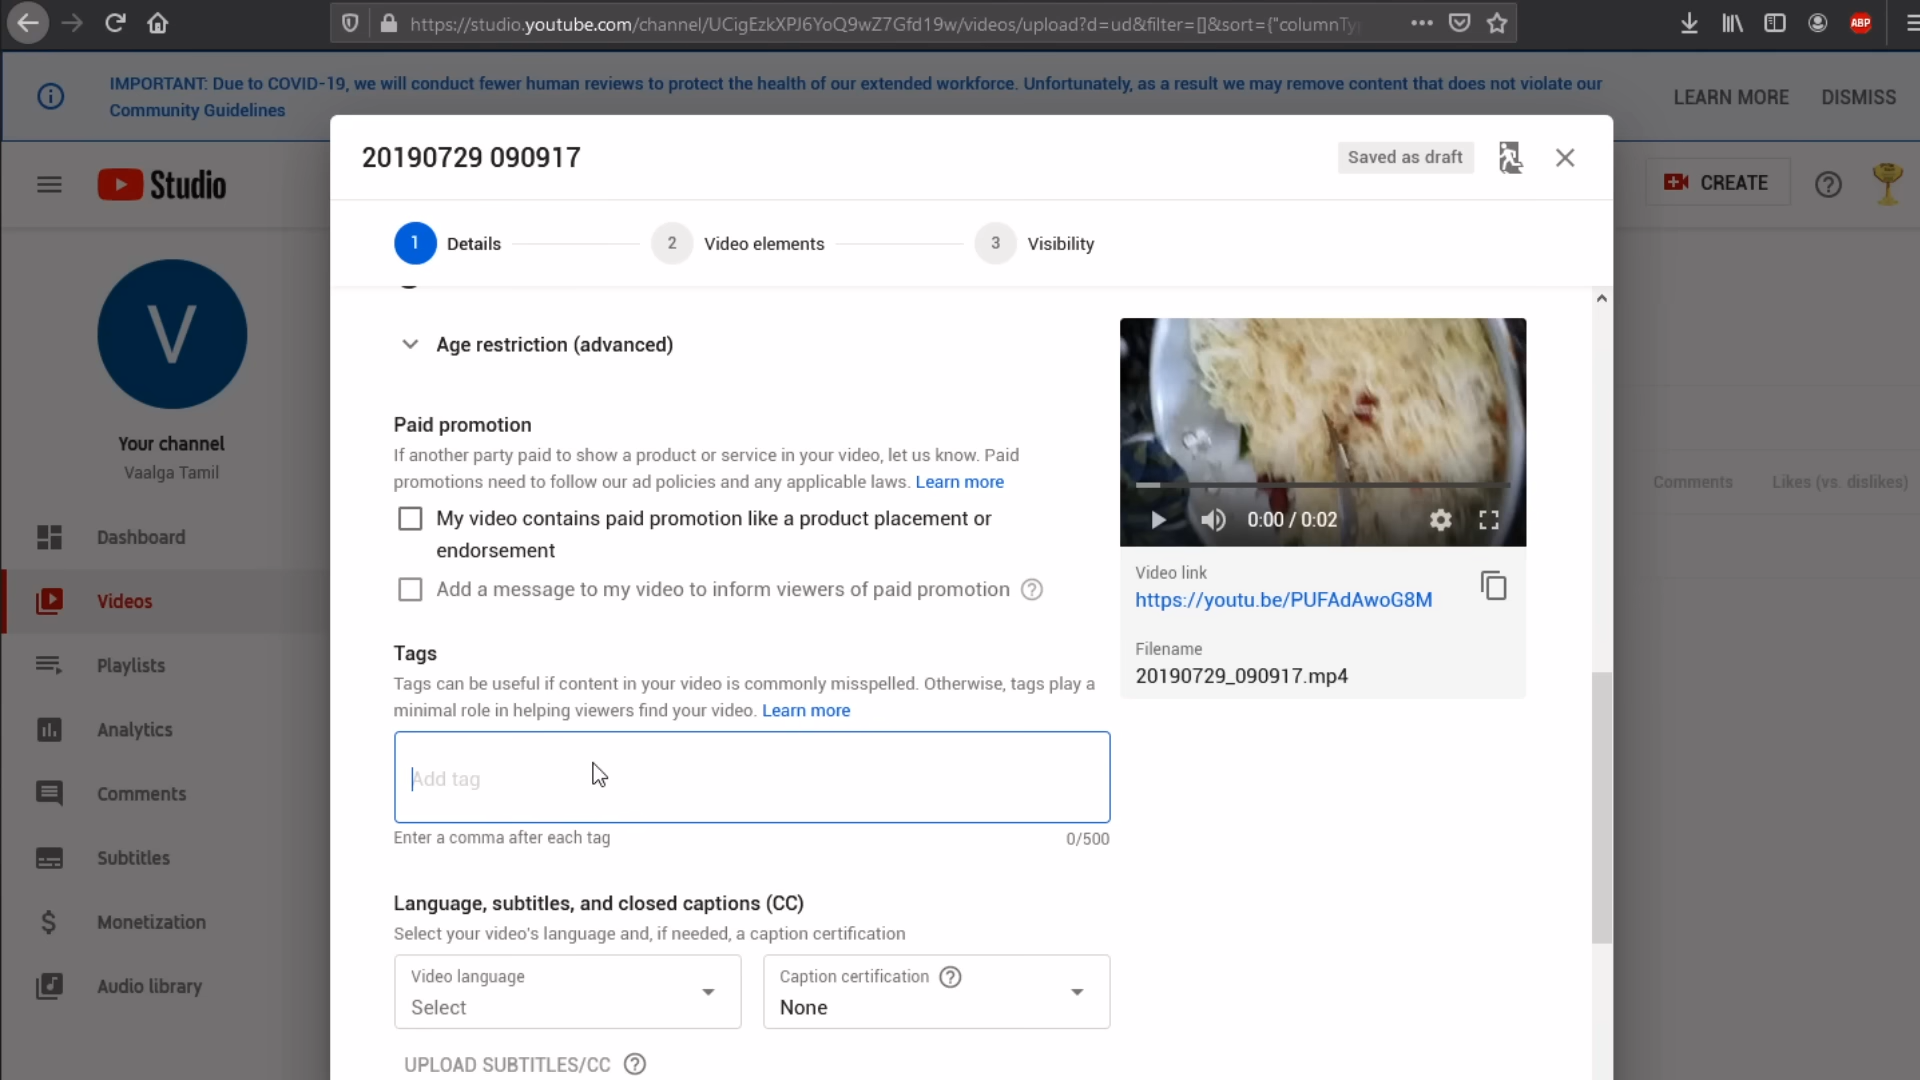 https://studio.youtube.com/channel/UCigEzkXPJ6YoQ9wZ7Gfd19w/videos/upload?d=ud&filter=[]&sort={"columnTy
ABP
IMPORTANT: Due to COVID-19, we will conduct fewer human reviews to protect the health of our extended workforce. Unfortunately, as a result we may remove content that does not violate our
Community Guidelines
LEARN MORE
DISMISS
20190729 090917
Saved as draft
Studio
CREATE
1 Details
2 Video elements
3 Visibility
V
Your channel
Vaalga Tamil
Dashboard
Videos
Playlists
Analytics
Comments
Subtitles
Monetization
Audio library
Age restriction (advanced)
Paid promotion
If another party paid to show a product or service in your video, let us know. Paid
promotions need to follow our ad policies and any applicable laws. Learn more
My video contains paid promotion like a product placement or
endorsement
Add a message to my video to inform viewers of paid promotion
Tags
Tags can be useful if content in your video is commonly misspelled. Otherwise, tags play a
minimal role in helping viewers find your video. Learn more
Add tag
Enter a comma after each tag
0/500
Language, subtitles, and closed captions (CC)
Select your video's language and, if needed, a caption certification
Video language
Select
Caption certification
None
UPLOAD SUBTITLES/CC
0:00 / 0:02
Video link
https://youtu.be/PUFAdAwoG8M
Filename
20190729_090917.mp4
Comments
Likes (vs. dislikes)